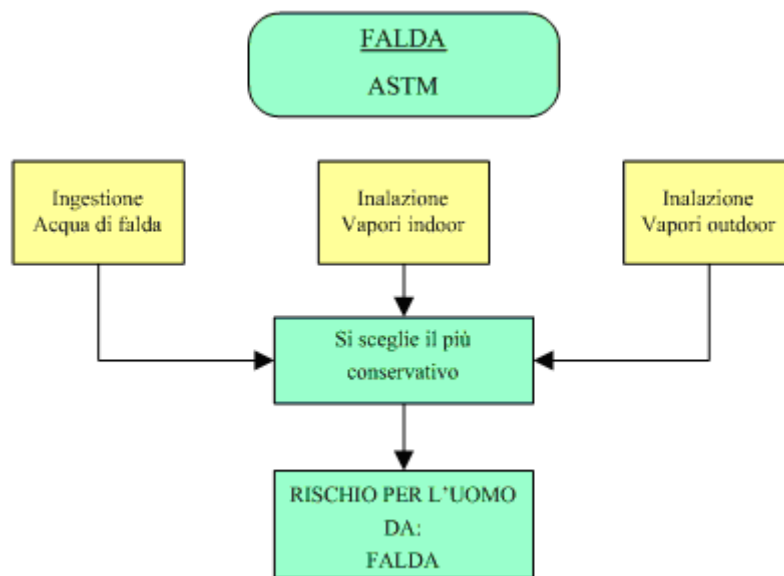 FALDA
ASTM
Ingestione
Acqua di falda
Inalazione
Vapori indoor
Inalazione
Vapori outdoor
Si sceglie il più
conservativo
RISCHIO PER L'UOMO
DA:
FALDA